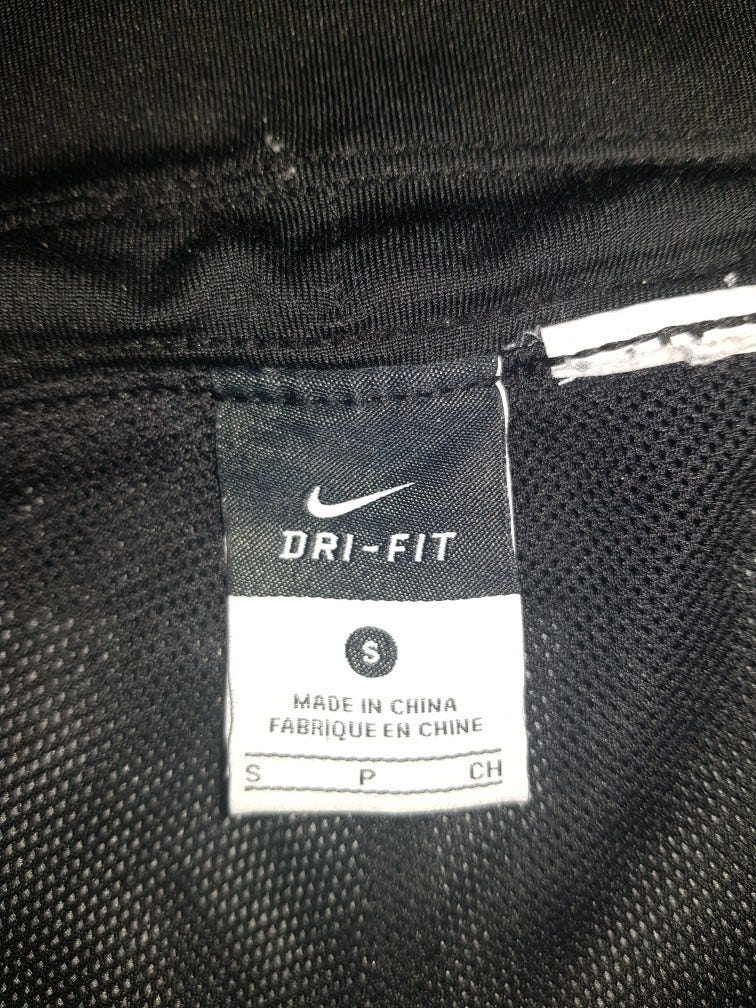 DRI-FIT
S
MADE IN CHINA
FABRIQUE EN CHINE
S P CH